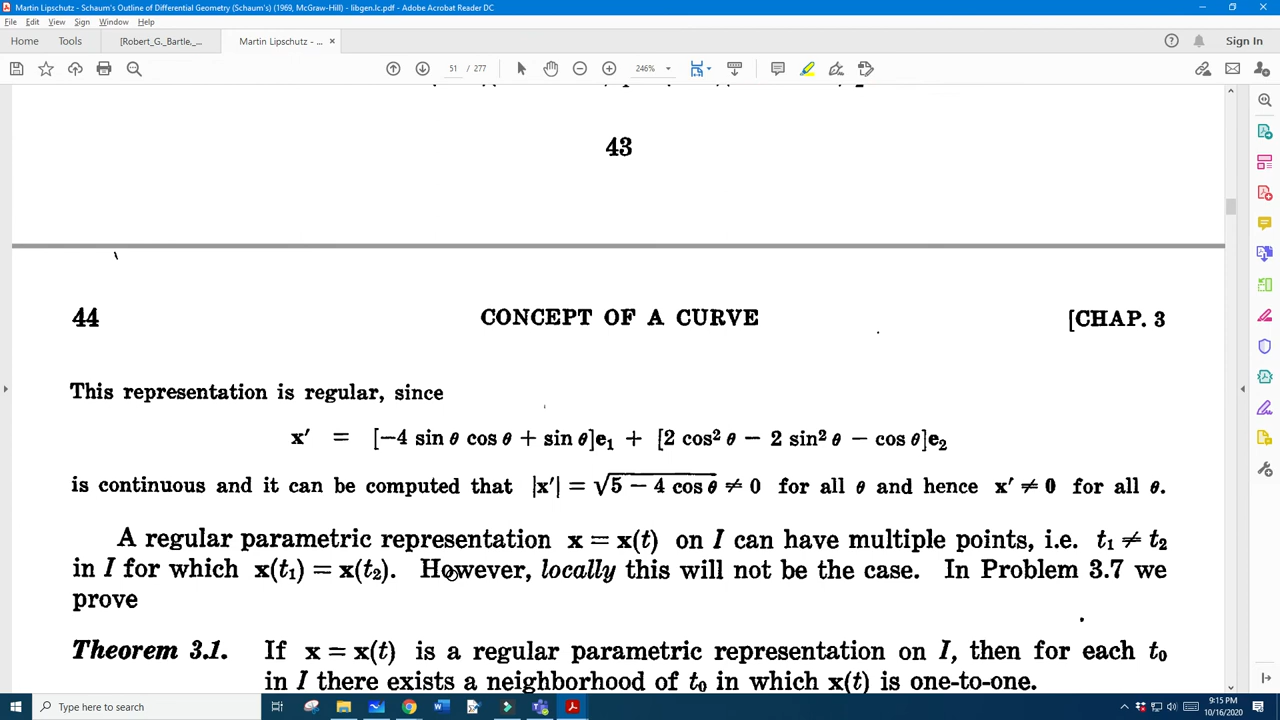 Martin Lipschutz - Schaum's Outline of Differential Geometry (Schaum's) (1969, McGraw-Hill) - libgen.lc.pdf - Adobe Acrobat Reader DC
File Edit View Sign Window Help
Home Tools [Robert_G._Bartle,_... Martin Lipschutz - ... × Sign In
51 / 277 246%
43
44 CONCEPT OF A CURVE [CHAP. 3
This representation is regular, since
x′ = [−4 sin θ cos θ + sin θ]e₁ + [2 cos² θ − 2 sin² θ − cos θ]e₂
is continuous and it can be computed that |x′| = √5 − 4 cos θ ≠ 0 for all θ and hence x′ ≠ 0 for all θ.
A regular parametric representation x = x(t) on I can have multiple points, i.e. t₁ ≠ t₂
in I for which x(t₁) = x(t₂). However, locally this will not be the case. In Problem 3.7 we
prove
Theorem 3.1. If x = x(t) is a regular parametric representation on I, then for each t₀
in I there exists a neighborhood of t₀ in which x(t) is one-to-one.
Type here to search
9:15 PM
10/16/2020